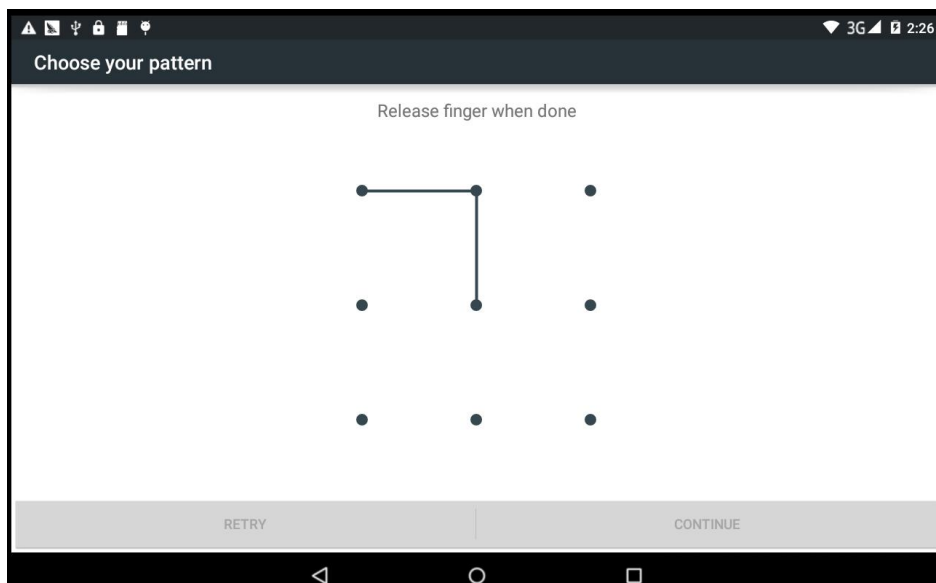 3G 2:26
Choose your pattern
Release finger when done
RETRY CONTINUE